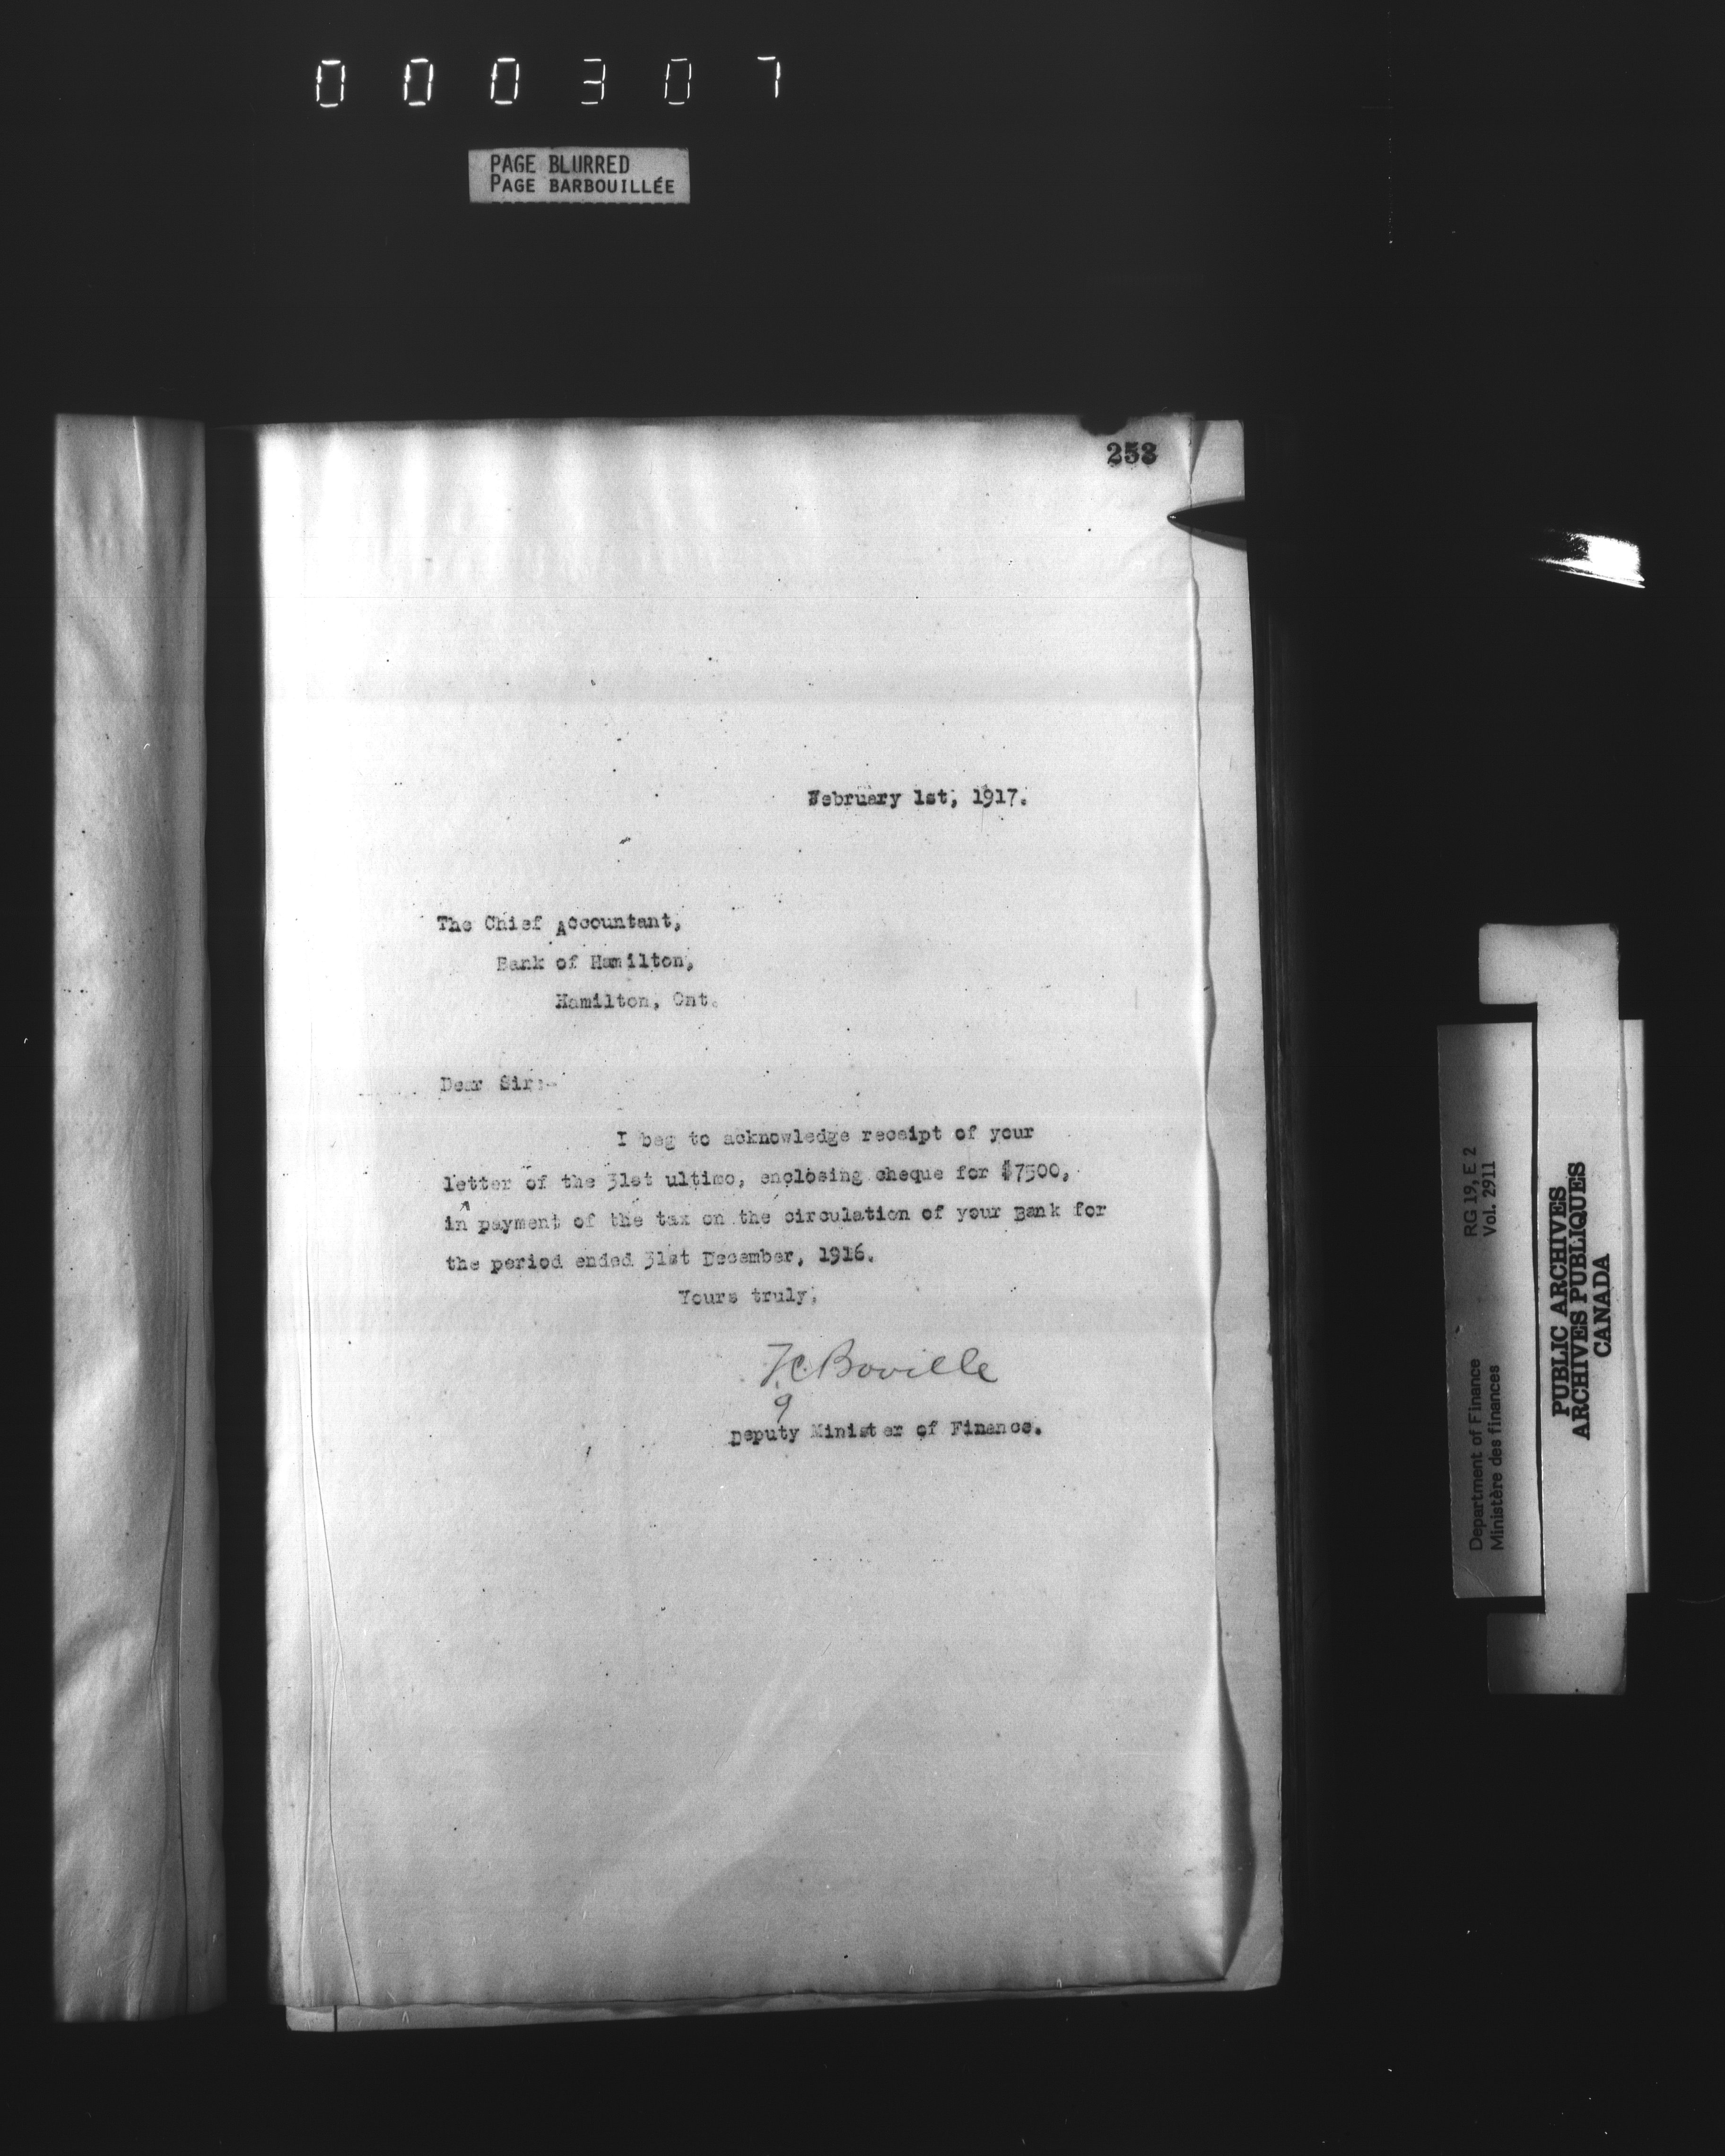 000307
PAGE BLURRED
PAGE BARBOUILLÉE
253
February 1st, 1917.
The Chief Accountant,
Bank of Hamilton,
Hamilton, Ont.
Dear Sir:-
I beg to acknowledge receipt of your
letter of the 31st ultimo, enclosing cheque for $7500,
in payment of the tax on the circulation of your Bank for
the period ended 31st December, 1916.
Yours truly,
T.C. Boville
Deputy Minister of Finance.
Department of Finance RG 19, E 2
Ministère des finances Vol. 2911
PUBLIC ARCHIVES
ARCHIVES PUBLIQUES
CANADA